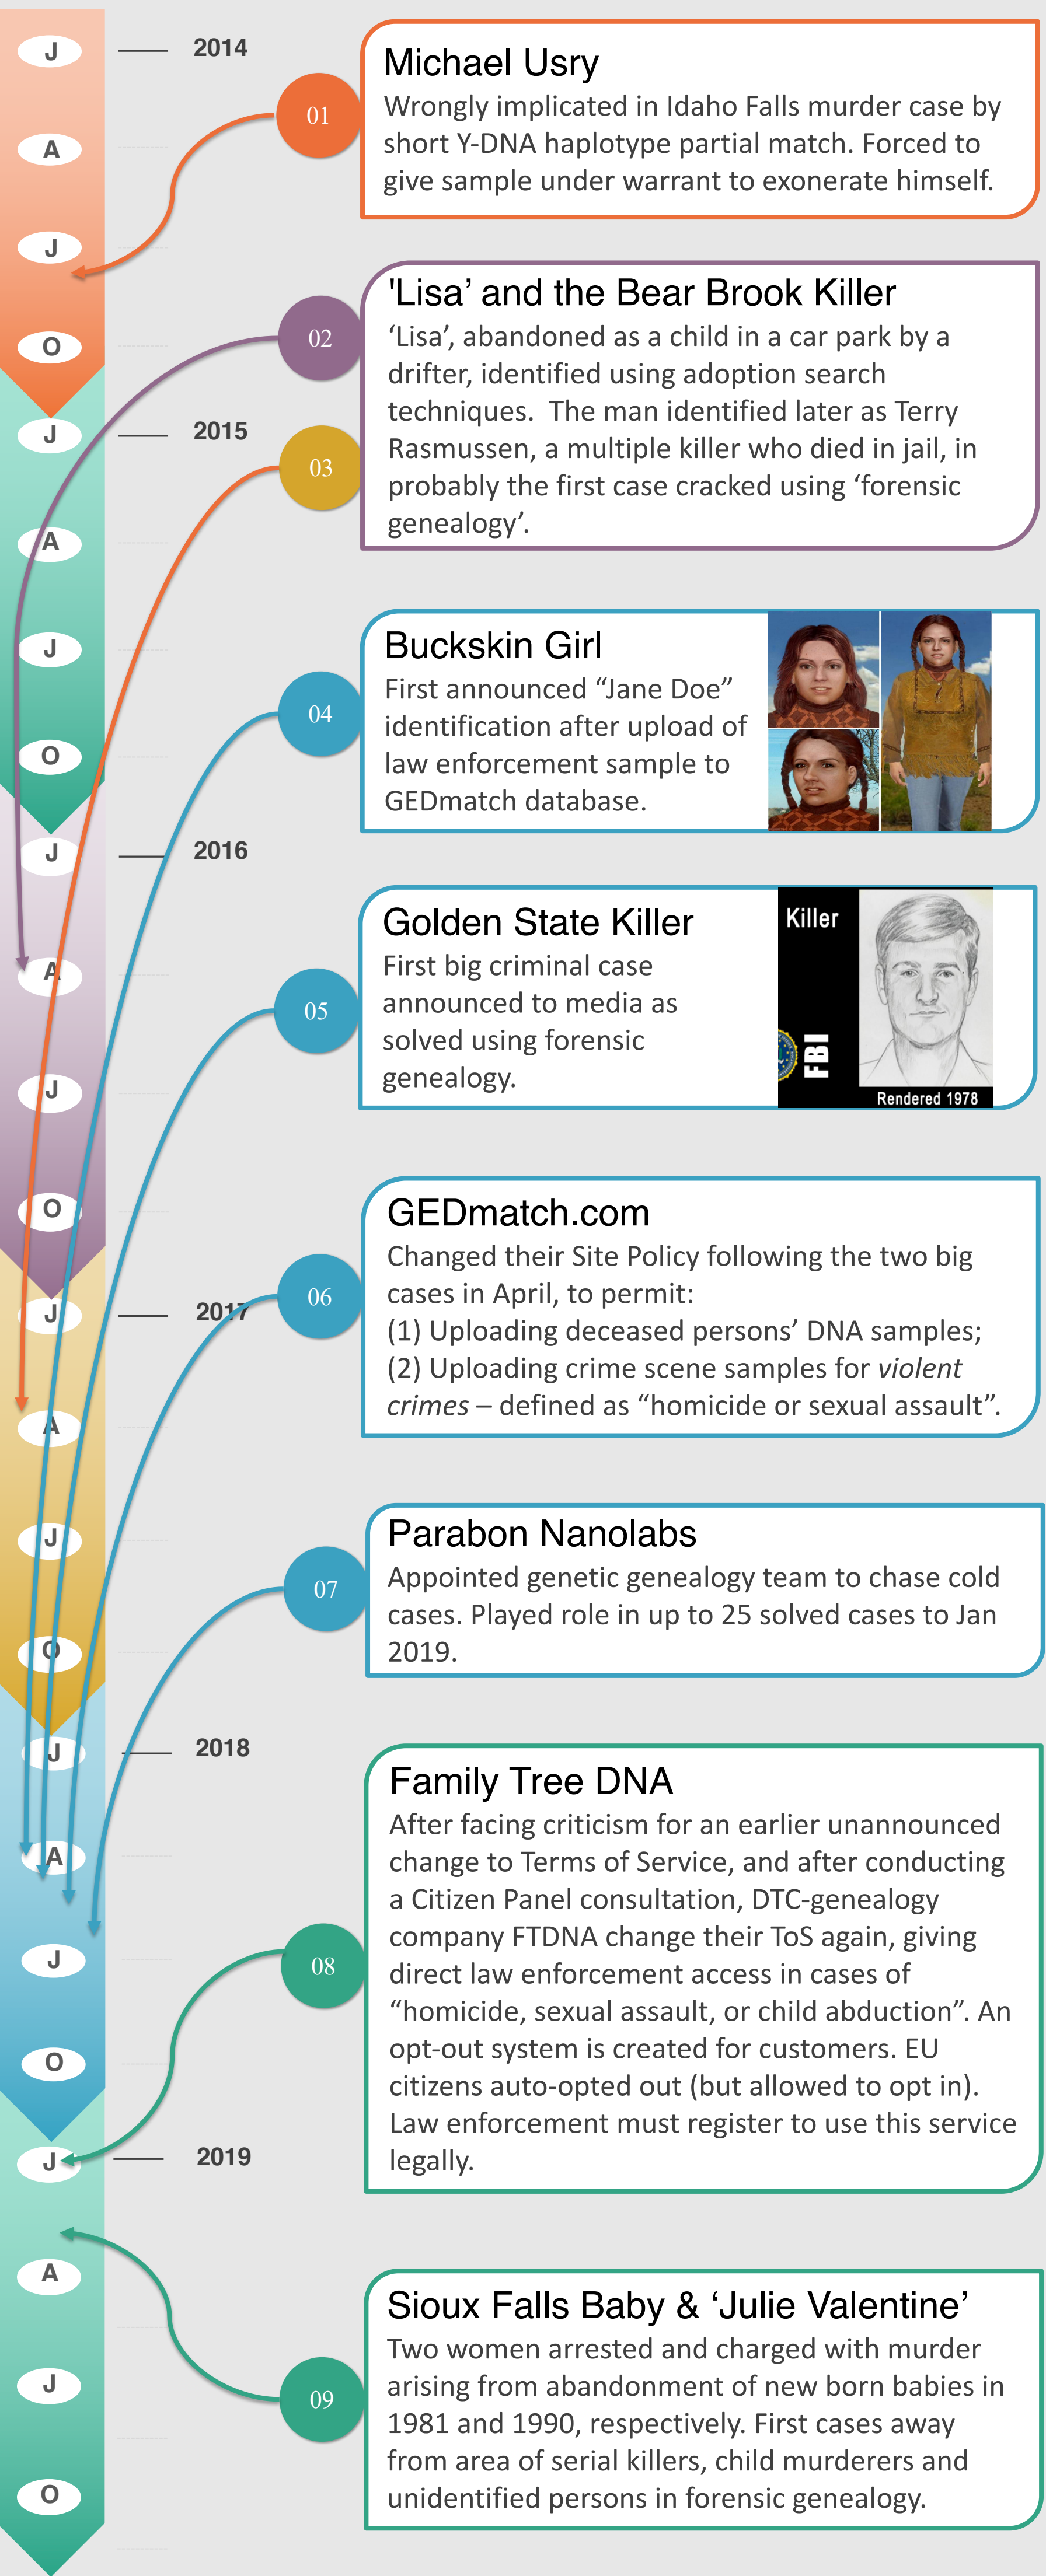 J
2014
Michael Usry
01
Wrongly implicated in Idaho Falls murder case by
short Y-DNA haplotype partial match. Forced to
give sample under warrant to exonerate himself.
A
J
O
'Lisa’ and the Bear Brook Killer
02
‘Lisa’, abandoned as a child in a car park by a
drifter, identified using adoption search
techniques.  The man identified later as Terry
Rasmussen, a multiple killer who died in jail, in
probably the first case cracked using ‘forensic
genealogy’.
J
2015
03
A
J
O
Buckskin Girl
04
First announced “Jane Doe”
identification after upload of
law enforcement sample to
GEDmatch database.
J
2016
Golden State Killer
05
First big criminal case
announced to media as
solved using forensic
genealogy.
Killer
FBI
Rendered 1978
A
J
O
GEDmatch.com
06
Changed their Site Policy following the two big
cases in April, to permit:
(1) Uploading deceased persons’ DNA samples;
(2) Uploading crime scene samples for violent
crimes – defined as “homicide or sexual assault”.
J
2017
A
J
O
Parabon Nanolabs
07
Appointed genetic genealogy team to chase cold
cases. Played role in up to 25 solved cases to Jan
2019.
J
2018
Family Tree DNA
08
After facing criticism for an earlier unannounced
change to Terms of Service, and after conducting
a Citizen Panel consultation, DTC-genealogy
company FTDNA change their ToS again, giving
direct law enforcement access in cases of
“homicide, sexual assault, or child abduction”. An
opt-out system is created for customers. EU
citizens auto-opted out (but allowed to opt in).
Law enforcement must register to use this service
legally.
A
J
O
J
2019
Sioux Falls Baby & ‘Julie Valentine’
09
Two women arrested and charged with murder
arising from abandonment of new born babies in
1981 and 1990, respectively. First cases away
from area of serial killers, child murderers and
unidentified persons in forensic genealogy.
A
J
O